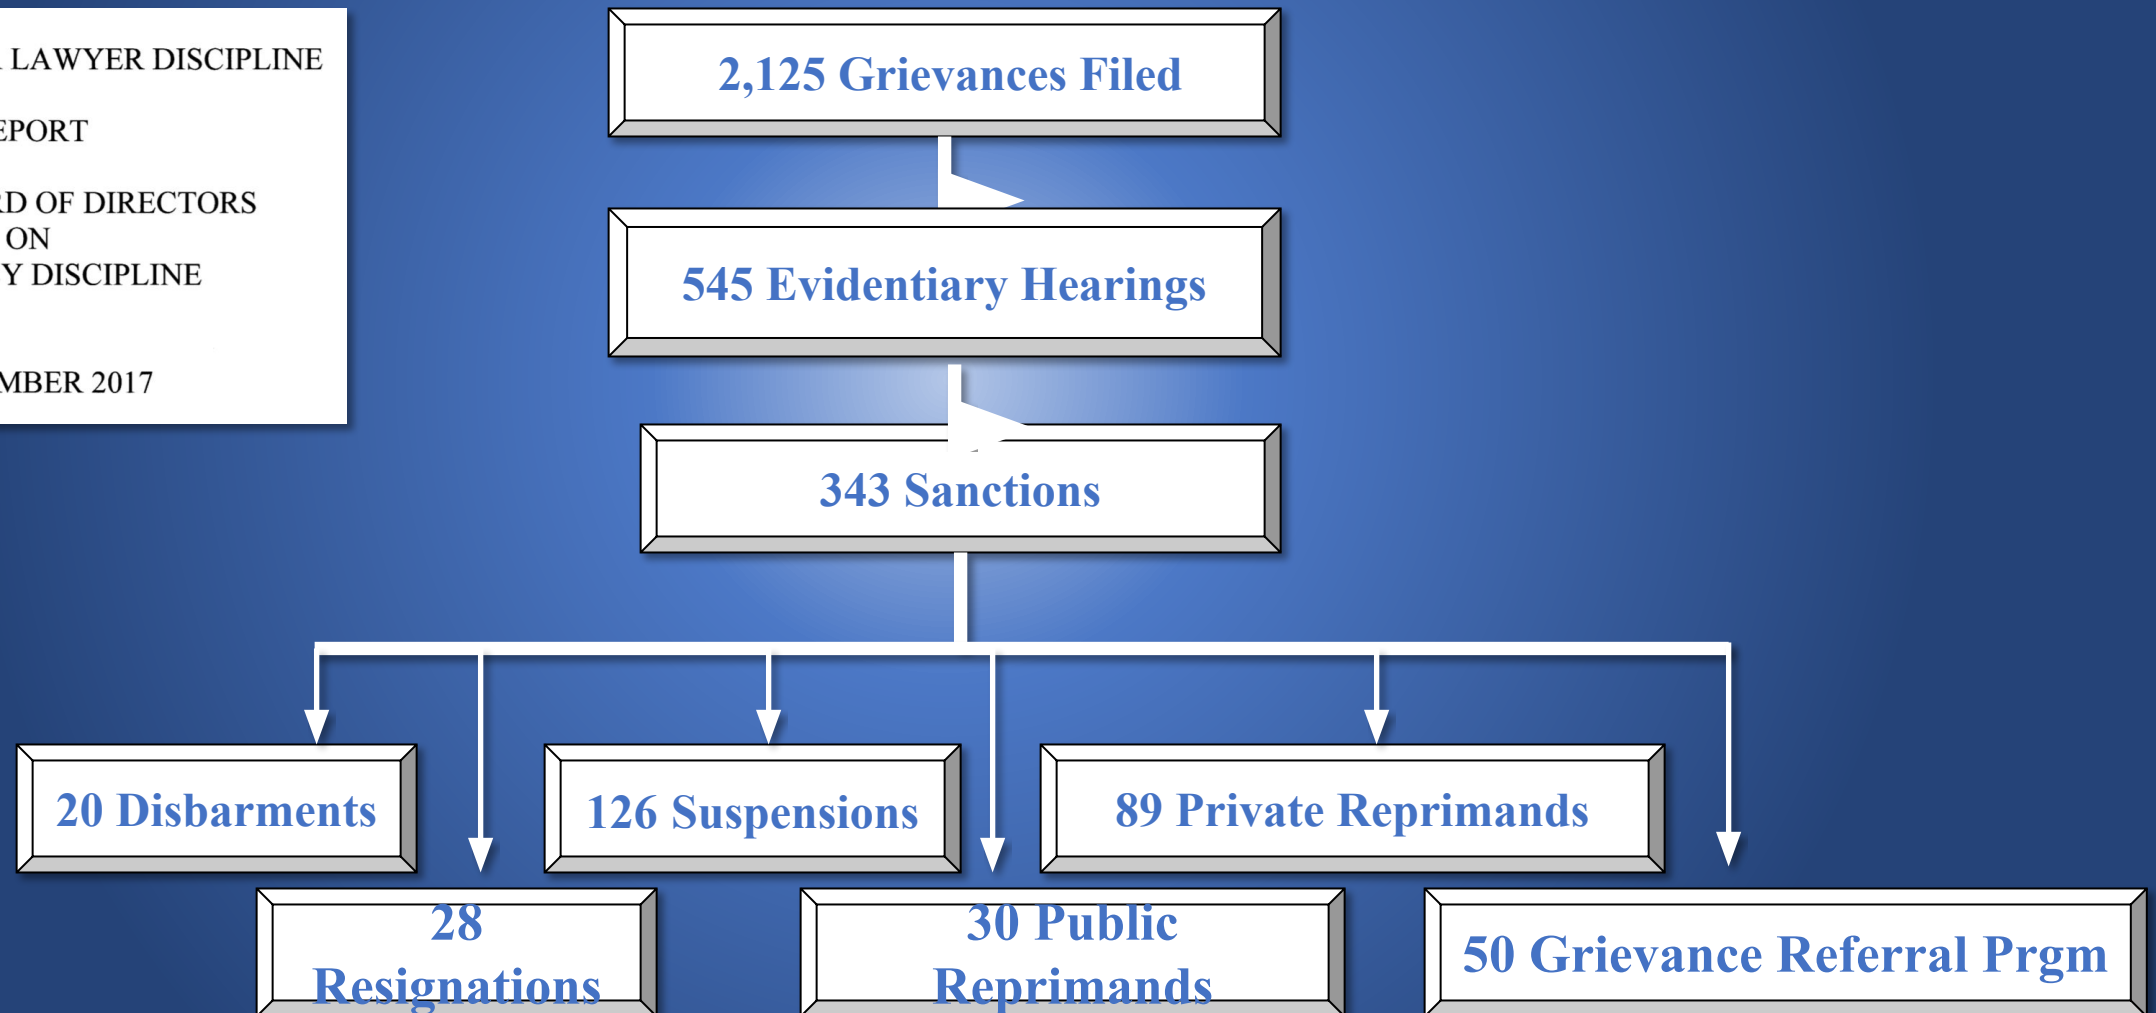 LAWYER DISCIPLINE
EPORT
RD OF DIRECTORS
ON
Y DISCIPLINE
MBER 2017
2,125 Grievances Filed
545 Evidentiary Hearings
343 Sanctions
20 Disbarments
126 Suspensions
89 Private Reprimands
28
Resignations
30 Public
Reprimands
50 Grievance Referral Prgm